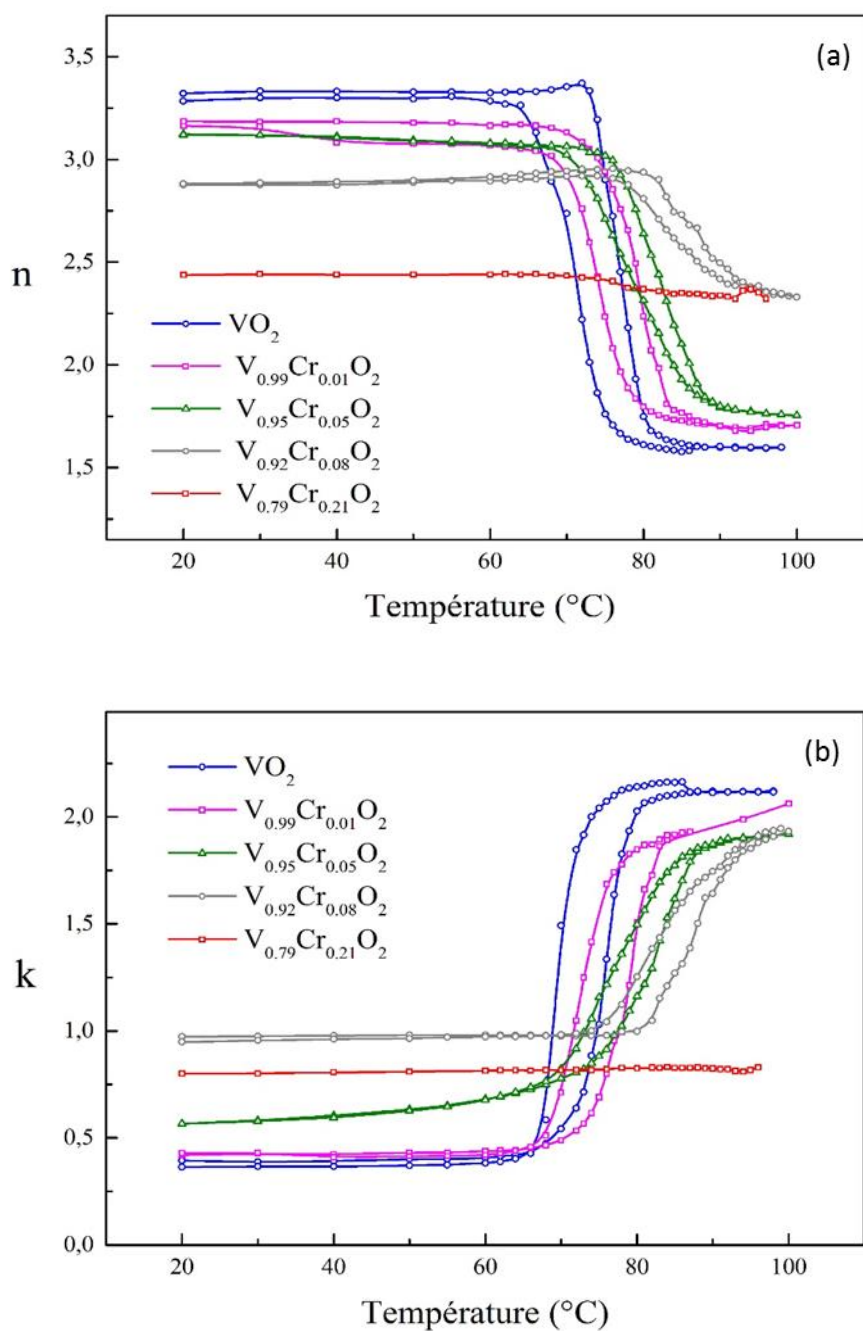 (a)
3,5
3,0
2,5
2,0
1,5
n
VO2
V0.99Cr0.01O2
V0.95Cr0.05O2
V0.92Cr0.08O2
V0.79Cr0.21O2
20 40 60 80 100
Température (°C)
(b)
2,0
1,5
1,0
0,5
0,0
k
VO2
V0.99Cr0.01O2
V0.95Cr0.05O2
V0.92Cr0.08O2
V0.79Cr0.21O2
20 40 60 80 100
Température (°C)